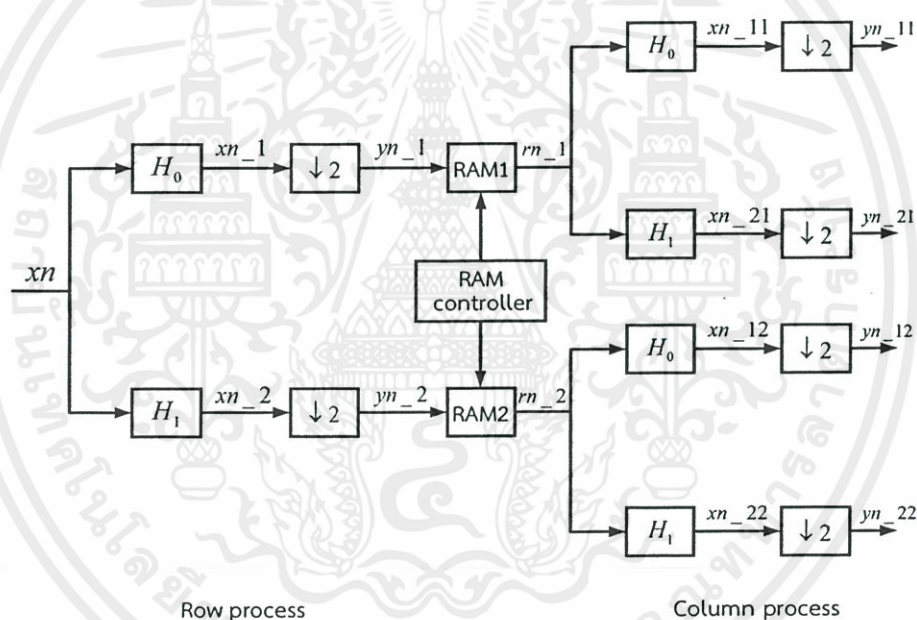 H₀ xn_11 ↓2 yn_11
H₀ xn_1 ↓2 yn_1 RAM1 rn_1
H₁ xn_21 ↓2 yn_21
xn
RAM
controller
H₀ xn_12 ↓2 yn_12
H₁ xn_2 ↓2 yn_2 RAM2 rn_2
H₁ xn_22 ↓2 yn_22
Row process
Column process